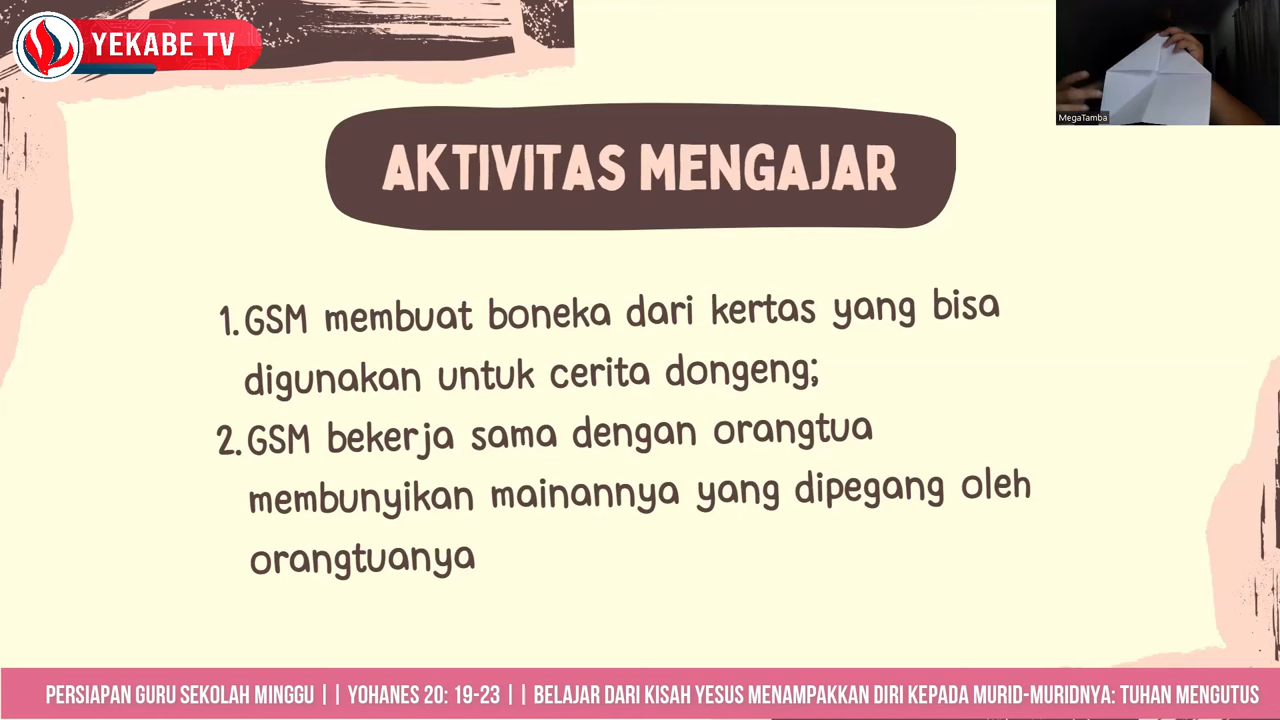 YEKABE TV
MegaTamba
AKTIVITAS MENGAJAR
1. GSM membuat boneka dari kertas yang bisa
digunakan untuk cerita dongeng;
2. GSM bekerja sama dengan orangtua
membunyikan mainannya yang dipegang oleh
orangtuanya
PERSIAPAN GURU SEKOLAH MINGGU || YOHANES 20: 19-23 || BELAJAR DARI KISAH YESUS MENAMPAKKAN DIRI KEPADA MURID-MURIDNYA: TUHAN MENGUTUS